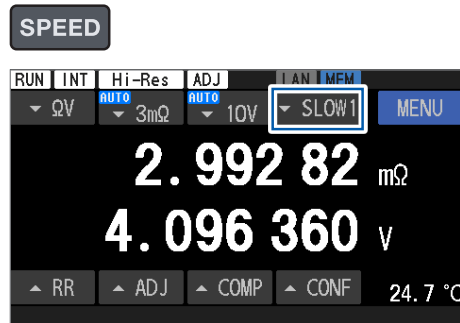 SPEED
RUN INT Hi-Res ADJ LAN MEM
ΩV AUTO 3mΩ AUTO 10V SLOW1 MENU
2.992 82 mΩ
4.096 360 V
RR ADJ COMP CONF 24.7 °C